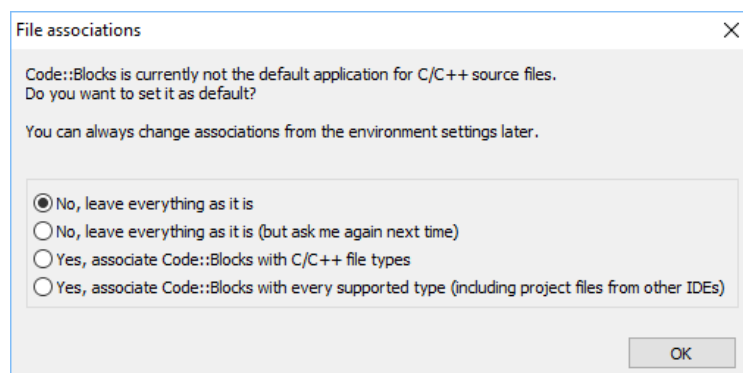 File associations
Code::Blocks is currently not the default application for C/C++ source files.
Do you want to set it as default?
You can always change associations from the environment settings later.
No, leave everything as it is
No, leave everything as it is (but ask me again next time)
Yes, associate Code::Blocks with C/C++ file types
Yes, associate Code::Blocks with every supported type (including project files from other IDEs)
OK